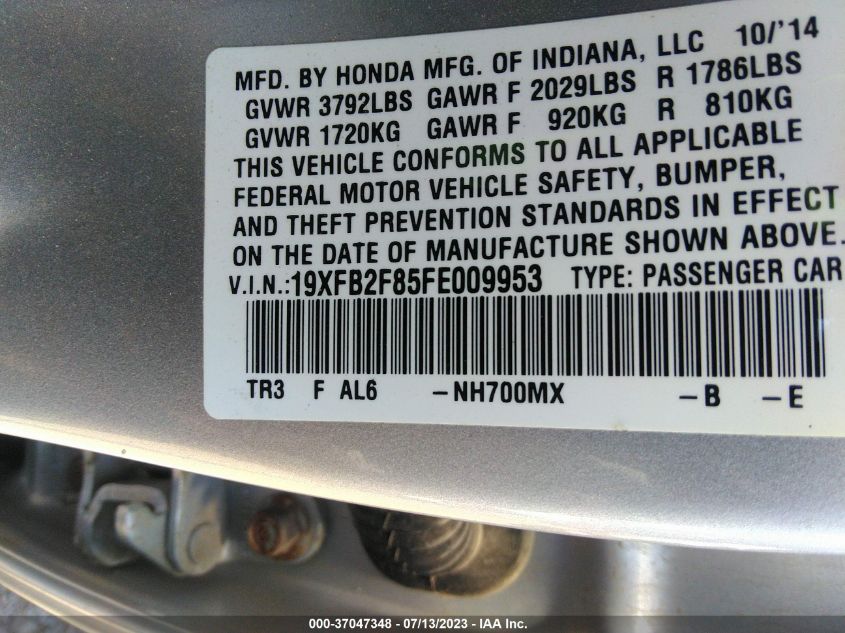 MFD. BY HONDA MFG. OF INDIANA, LLC 10/'14
GVWR 3792LBS GAWR F 2029LBS R 1786LBS
GVWR 1720KG GAWR F 920KG R 810KG
THIS VEHICLE CONFORMS TO ALL APPLICABLE
FEDERAL MOTOR VEHICLE SAFETY, BUMPER,
AND THEFT PREVENTION STANDARDS IN EFFECT
ON THE DATE OF MANUFACTURE SHOWN ABOVE.
V.I.N.:19XFB2F85FE009953 TYPE: PASSENGER CAR
TR3 F AL6 -NH700MX -B -E
000-37047348 - 07/13/2023 - IAA Inc.